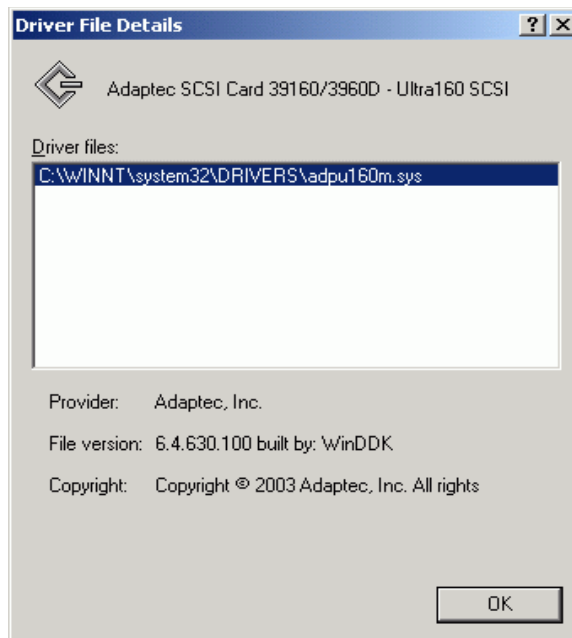 Driver File Details
Adaptec SCSI Card 39160/3960D - Ultra160 SCSI
Driver files:
C:\WINNT\system32\DRIVERS\adpu160m.sys
Provider: Adaptec, Inc.
File version: 6.4.630.100 built by: WinDDK
Copyright: Copyright © 2003 Adaptec, Inc. All rights
OK